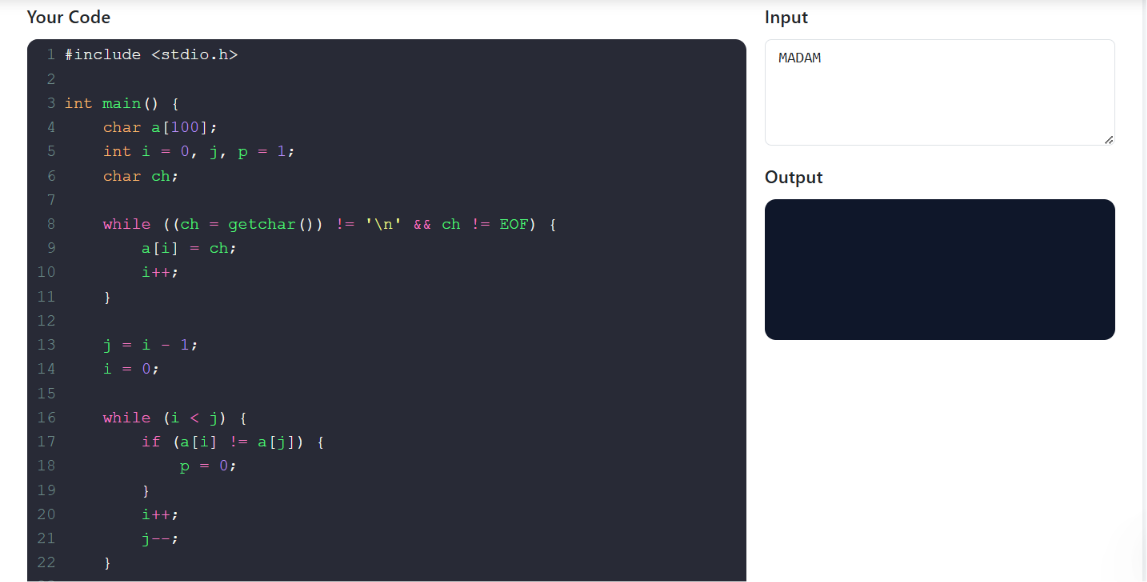 Your Code
1 #include <stdio.h>
2
3 int main() {
4     char a[100];
5     int i = 0, j, p = 1;
6     char ch;
7
8     while ((ch = getchar()) != '\n' && ch != EOF) {
9         a[i] = ch;
10         i++;
11     }
12
13     j = i - 1;
14     i = 0;
15
16     while (i < j) {
17         if (a[i] != a[j]) {
18             p = 0;
19         }
20         i++;
21         j--;
22     }
Input
MADAM
Output